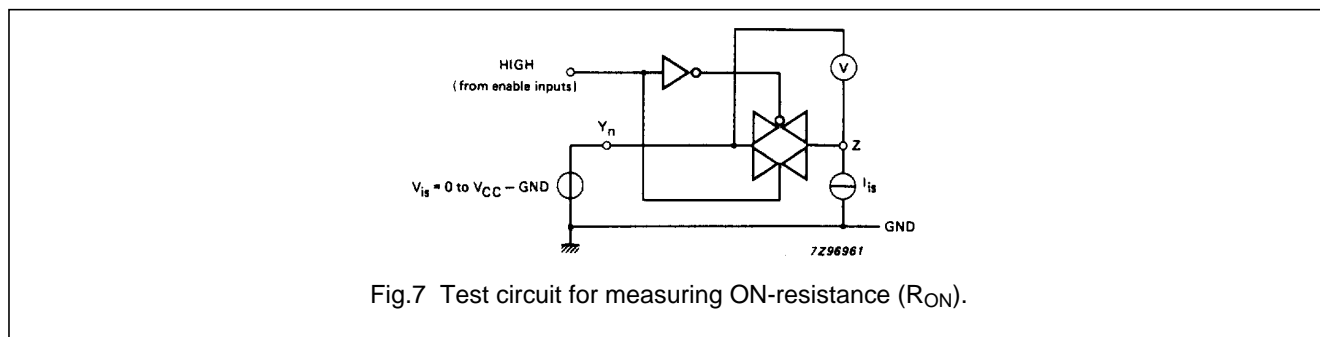 HIGH
(from enable inputs)
V
Yn
Z
Vis = 0 to VCC – GND
Iis
GND
7Z96961
Fig.7 Test circuit for measuring ON-resistance (RON).